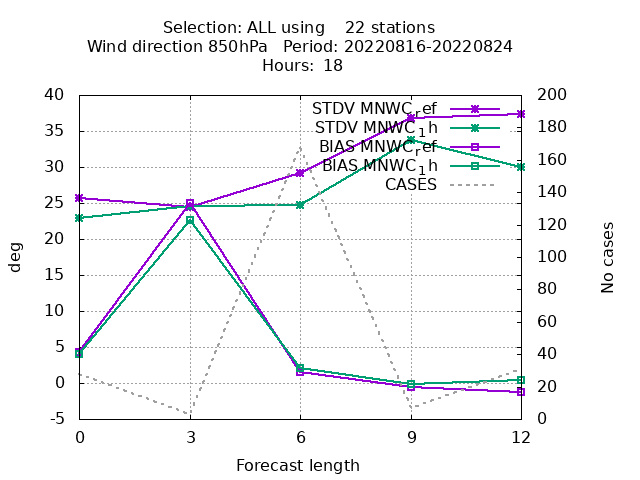 Selection: ALL using    22 stations
Wind direction 850hPa   Period: 20220816-20220824
Hours: 18
STDV MNWC_ref
STDV MNWC_1h
BIAS MNWC_ref
BIAS MNWC_1h
CASES
deg
40
35
30
25
20
15
10
5
0
-5
200
180
160
140
120
100
80
60
40
20
0
No cases
0 3 6 9 12
Forecast length